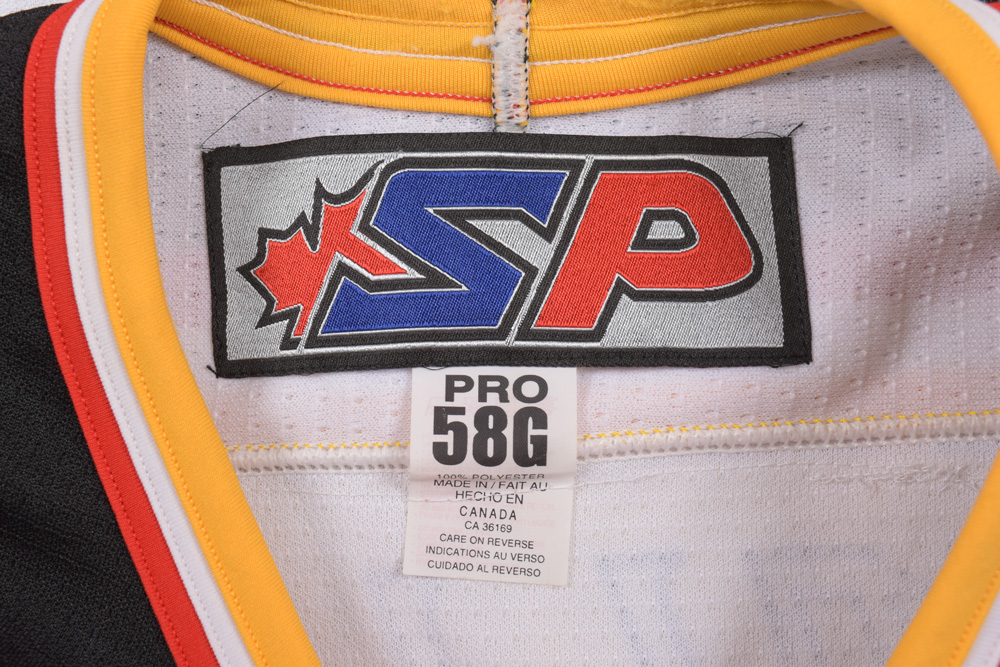 SP
PRO
58G
100% POLYESTER
MADE IN / FAIT AU
HECHO EN
CANADA
CA 36169
CARE ON REVERSE
INDICATIONS AU VERSO
CUIDADO AL REVERSO